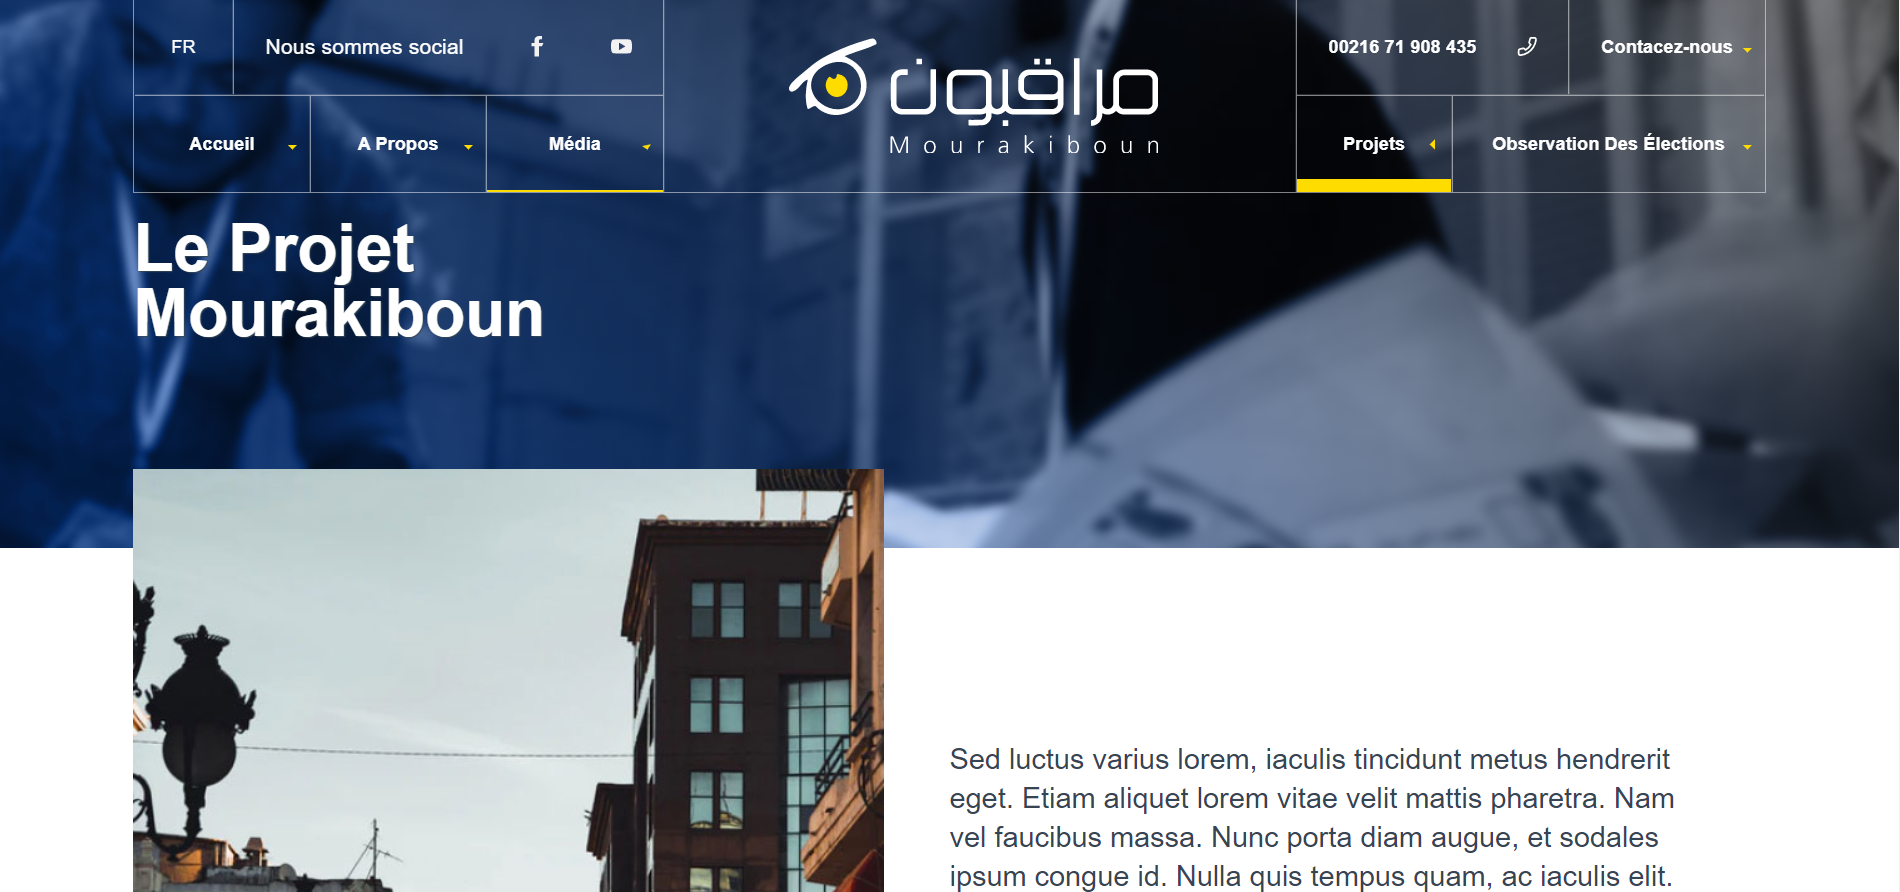 FR
Nous sommes social
00216 71 908 435
Contacez-nous
Accueil
A Propos
Média
مراقبون
Mourakiboun
Projets
Observation Des Élections
Le Projet
Mourakiboun
Sed luctus varius lorem, iaculis tincidunt metus hendrerit
eget. Etiam aliquet lorem vitae velit mattis pharetra. Nam
vel faucibus massa. Nunc porta diam augue, et sodales
ipsum congue id. Nulla quis tempus quam, ac iaculis elit.